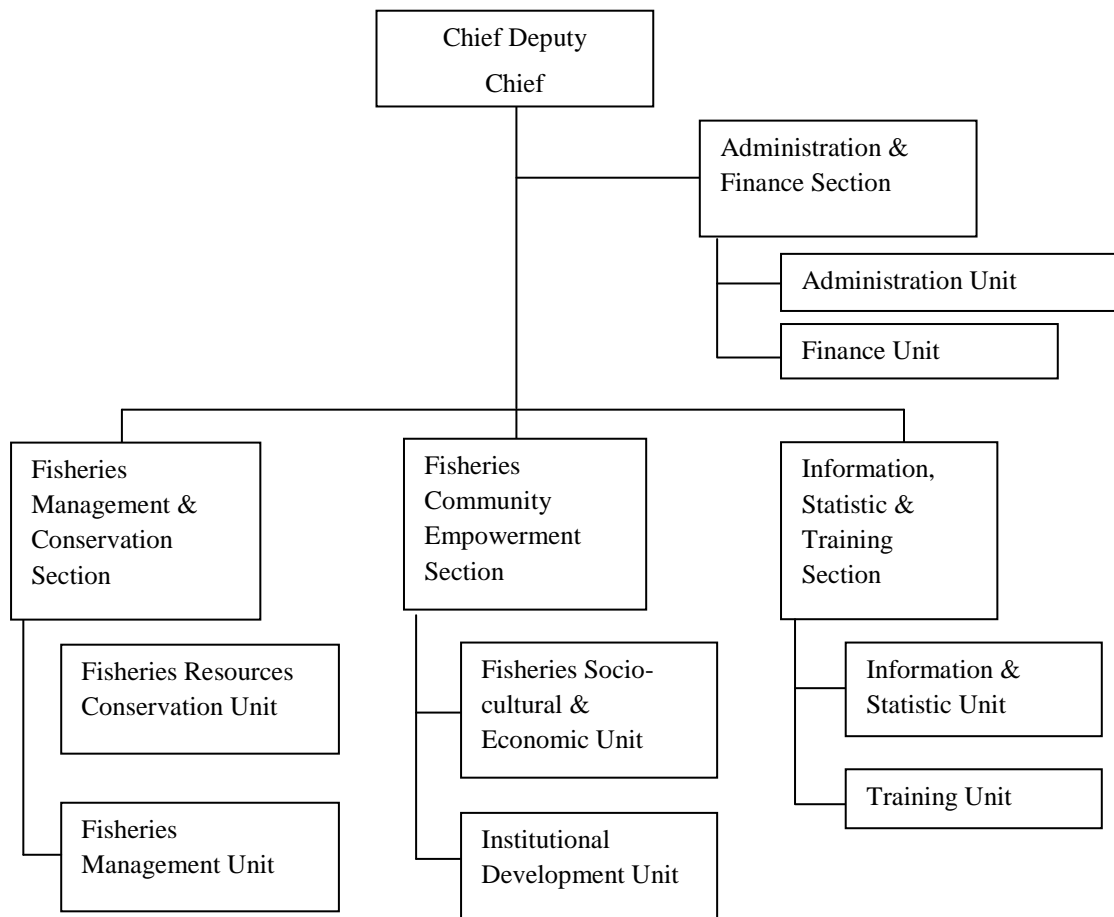 Chief Deputy
Chief
Administration &
Finance Section
Administration Unit
Finance Unit
Fisheries
Management &
Conservation
Section
Fisheries Resources
Conservation Unit
Fisheries
Management Unit
Fisheries
Community
Empowerment
Section
Fisheries Socio-
cultural &
Economic Unit
Institutional
Development Unit
Information,
Statistic &
Training
Section
Information &
Statistic Unit
Training Unit